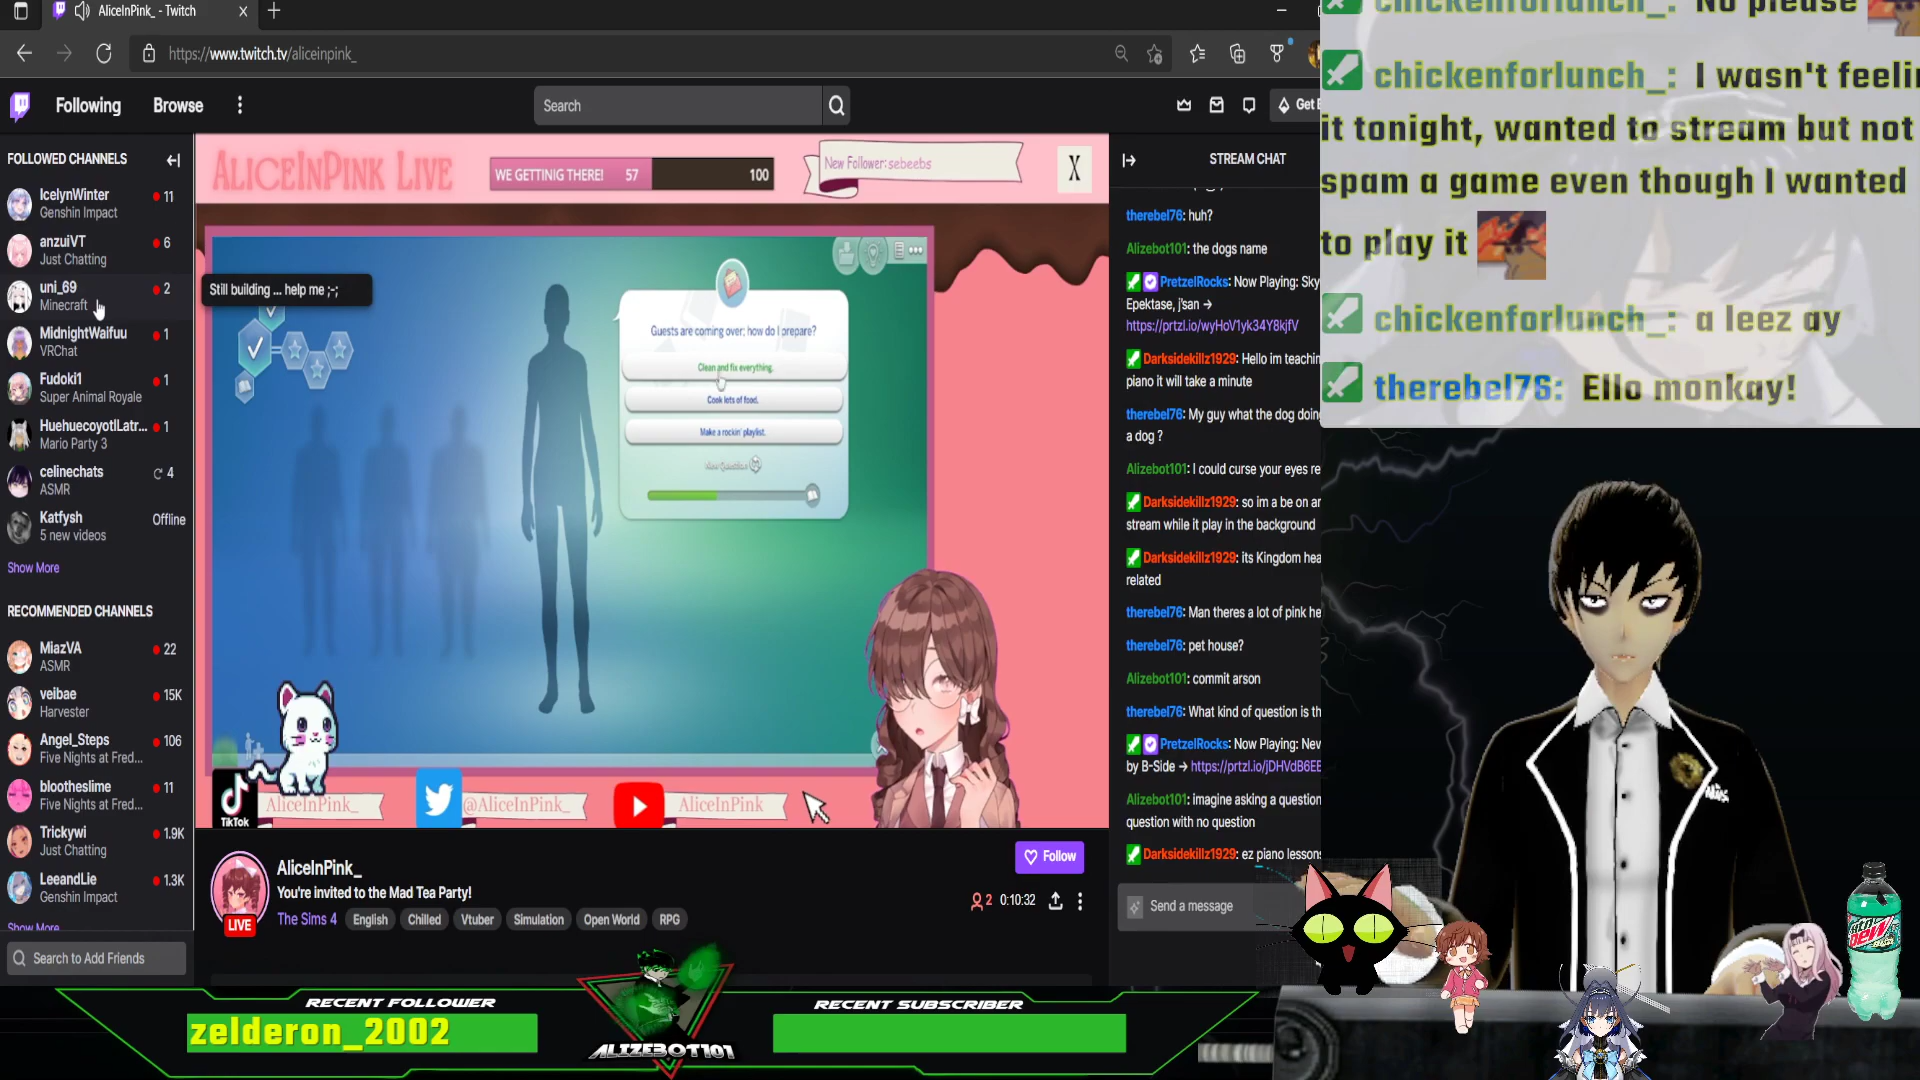 AliceInPink_ - Twitch
https://www.twitch.tv/aliceinpink_
Following
Browse
Search
Get
FOLLOWED CHANNELS
IcelynWinter
11
Genshin Impact
anzuiVT
6
Just Chatting
uni_69
2
Minecraft
MidnightWaifuu
1
VRChat
Fudoki1
1
Super Animal Royale
HuehuecoyotlLatr...
1
Mario Party 3
celinechats
4
ASMR
Katfysh
Offline
5 new videos
Show More
RECOMMENDED CHANNELS
MiazVA
22
ASMR
veibae
15K
Harvester
Angel_Steps
106
Five Nights at Fred...
blootheslime
11
Five Nights at Fred...
Trickywi
1.9K
Just Chatting
LeeandLie
1.3K
Genshin Impact
Show More
Search to Add Friends
Still building ... help me ;-;
ALICEINPINK LIVE
WE GETTINIG THERE! 57
100
New Follower: sebeebs
X
Guests are coming over; how do I prepare?
Clean and fix everything.
Cook lots of food.
Make a rockin' playlist.
New Question
TikTok
AliceInPink_
@AliceInPink_
AliceInPink
AliceInPink_
You're invited to the Mad Tea Party!
The Sims 4
English
Chilled
Vtuber
Simulation
Open World
RPG
LIVE
Follow
2
0:10:32
STREAM CHAT
therebel76: huh?
Alizebot101: the dogs name
PretzelRocks: Now Playing: Sky
Epektase, j'san ->
https://prtzl.io/wyHoV1yk34Y8kjfV
Darksidekillz1929: Hello im teachin
piano it will take a minute
therebel76: My guy what the dog doin
a dog ?
Alizebot101: I could curse your eyes re
Darksidekillz1929: so im a be on an
stream while it play in the background
Darksidekillz1929: its Kingdom hea
related
therebel76: Man theres a lot of pink he
therebel76: pet house?
Alizebot101: commit arson
therebel76: What kind of question is th
PretzelRocks: Now Playing: Nev
by B-Side -> https://prtzl.io/jDHVdB6EE
Alizebot101: imagine asking a question
question with no question
Darksidekillz1929: ez piano lessons
Send a message
chickenforlunch_: No please
chickenforlunch_: I wasn't feelin
it tonight, wanted to stream but not
spam a game even though I wanted
to play it
chickenforlunch_: a leez ay
therebel76: Ello monkay!
RECENT FOLLOWER
zelderon_2002
ALIZEBOT101
RECENT SUBSCRIBER